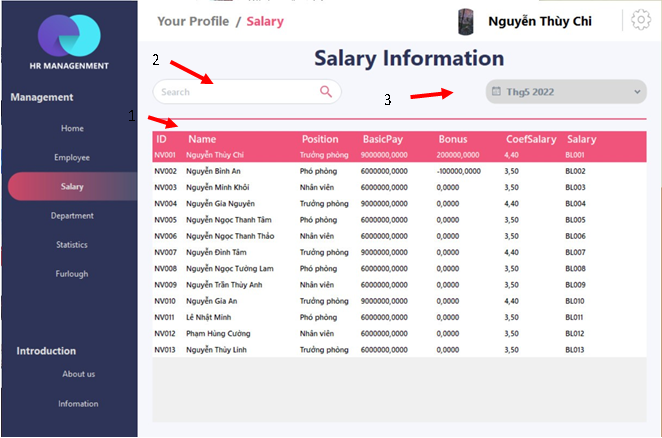 HR MANAGENMENT
Management
Home
Employee
Salary
Department
Statistics
Furlough
Introduction
About us
Infomation
Your Profile / Salary
Nguyễn Thùy Chi
Salary Information
2
Search
3
Thg5 2022
1
ID Name Position BasicPay Bonus CoefSalary Salary
NV001 Nguyễn Thùy Chi Trưởng phòng 9000000,0000 200000,0000 4,40 BL001
NV002 Nguyễn Bình An Phó phòng 6000000,0000 -100000,0000 3,50 BL002
NV003 Nguyễn Minh Khôi Nhân viên 6000000,0000 0,0000 3,50 BL003
NV004 Nguyễn Gia Nguyên Trưởng phòng 9000000,0000 0,0000 4,40 BL004
NV005 Nguyễn Ngọc Thanh Tâm Phó phòng 6000000,0000 0,0000 3,50 BL005
NV006 Nguyễn Ngọc Thanh Thảo Nhân viên 6000000,0000 0,0000 3,50 BL006
NV007 Nguyễn Đình Tâm Trưởng phòng 9000000,0000 0,0000 4,40 BL007
NV008 Nguyễn Ngọc Tường Lam Phó phòng 6000000,0000 0,0000 3,50 BL008
NV009 Nguyễn Trần Thùy Anh Nhân viên 6000000,0000 0,0000 3,50 BL009
NV010 Nguyễn Gia An Trưởng phòng 9000000,0000 0,0000 4,40 BL010
NV011 Lê Nhật Minh Phó phòng 6000000,0000 0,0000 3,50 BL011
NV012 Phạm Hùng Cường Nhân viên 6000000,0000 0,0000 3,50 BL012
NV013 Nguyễn Thùy Linh Trưởng phòng 6000000,0000 0,0000 3,50 BL013